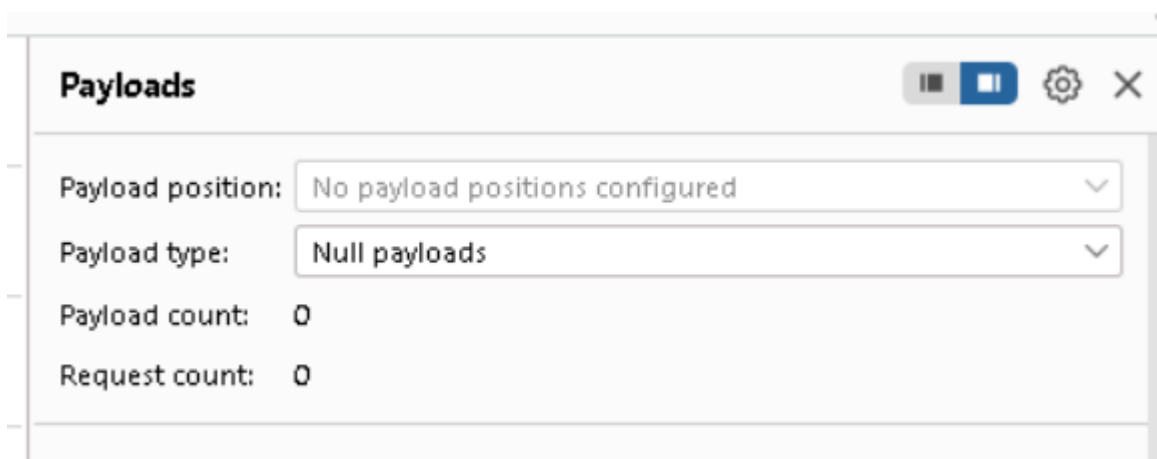 Payloads
Payload position: No payload positions configured
Payload type: Null payloads
Payload count: 0
Request count: 0